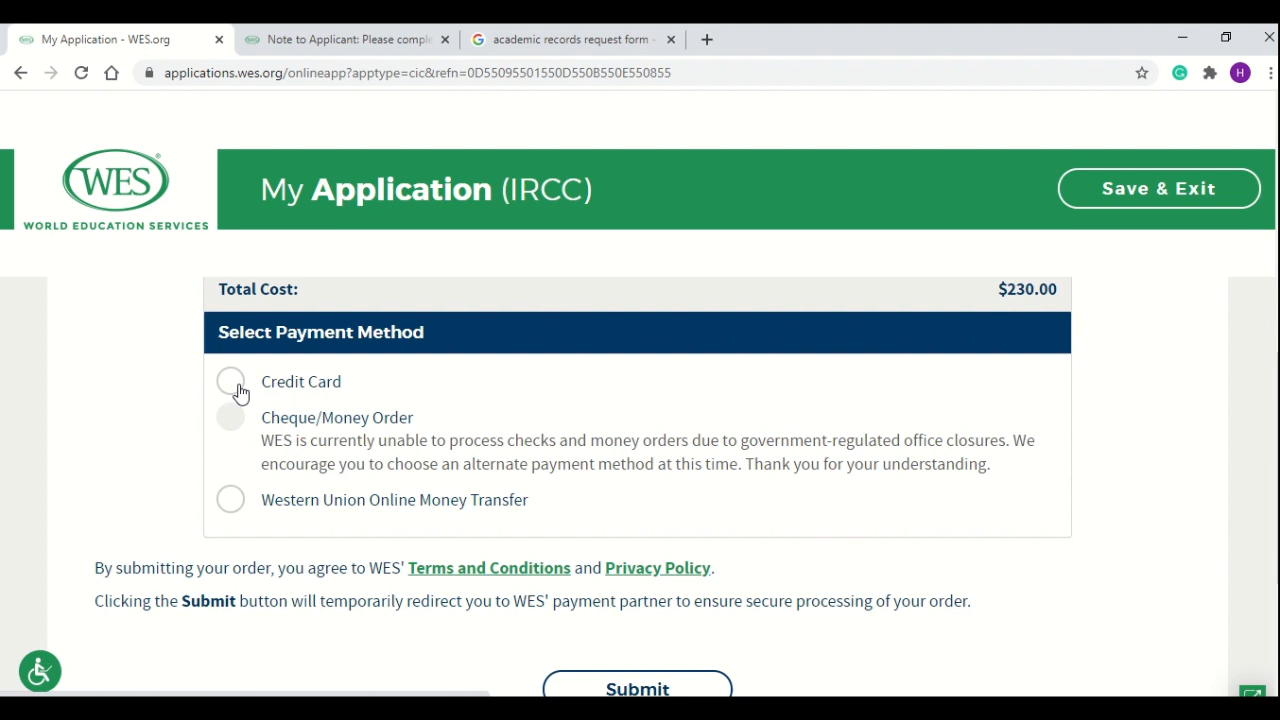 My Application - WES.org
Note to Applicant: Please comple
academic records request form -
applications.wes.org/onlineapp?apptype=cic&refn=0D55095501550D550B550E550855
G
H
WES
WORLD EDUCATION SERVICES
My Application (IRCC)
Save & Exit
Total Cost: $230.00
Select Payment Method
Credit Card
Cheque/Money Order
WES is currently unable to process checks and money orders due to government-regulated office closures. We
encourage you to choose an alternate payment method at this time. Thank you for your understanding.
Western Union Online Money Transfer
By submitting your order, you agree to WES' Terms and Conditions and Privacy Policy.
Clicking the Submit button will temporarily redirect you to WES' payment partner to ensure secure processing of your order.
Submit